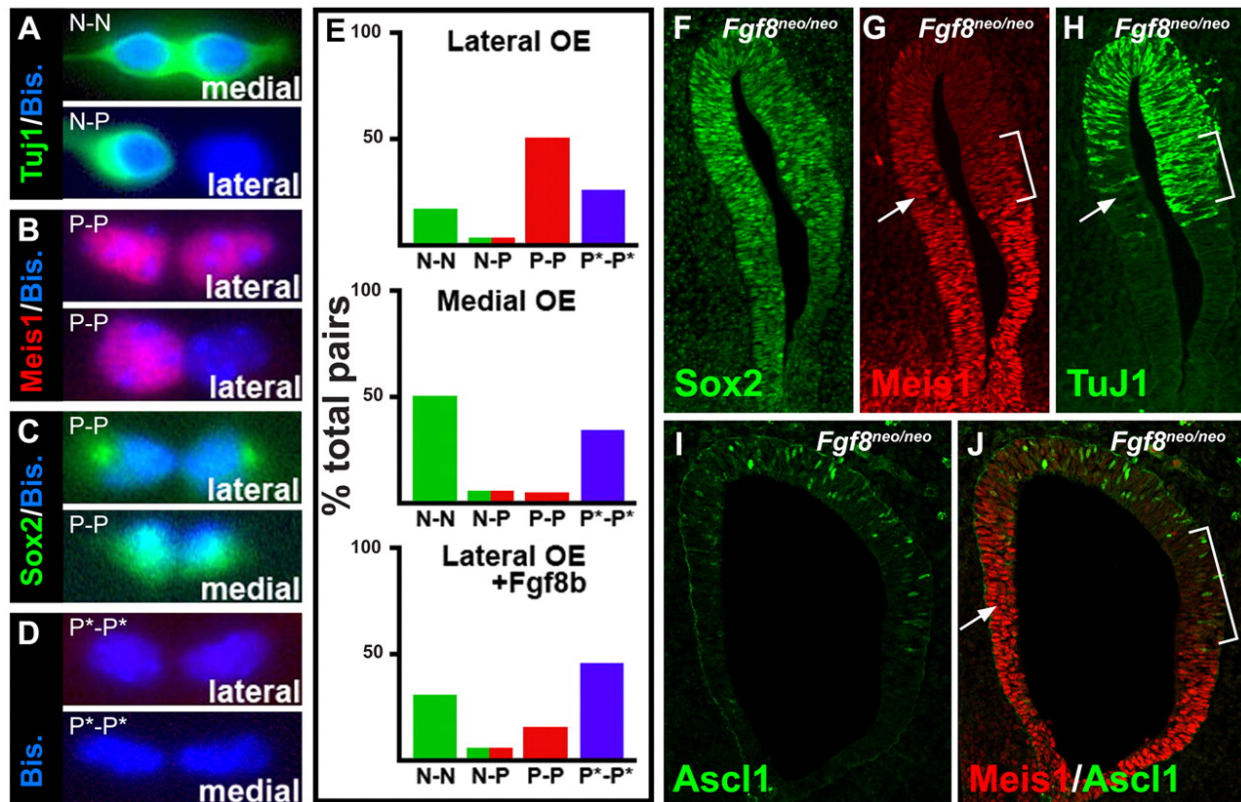 A
Tuj1/Bis.
N-N
medial
N-P
lateral
B
Meis1/Bis.
P-P
lateral
P-P
lateral
C
Sox2/Bis.
P-P
lateral
P-P
medial
D
Bis.
P*-P*
lateral
P*-P*
medial
E
% total pairs
100
Lateral OE
50
N-N N-P P-P P*-P*
100
Medial OE
50
N-N N-P P-P P*-P*
100
Lateral OE
+Fgf8b
50
N-N N-P P-P P*-P*
F
Fgf8neo/neo
Sox2
G
Fgf8neo/neo
Meis1
H
Fgf8neo/neo
TuJ1
I
Fgf8neo/neo
Ascl1
J
Fgf8neo/neo
Meis1/Ascl1